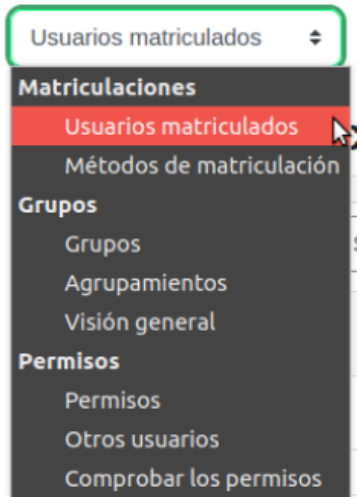 Usuarios matriculados
Matriculaciones
Usuarios matriculados
Métodos de matriculación
Grupos
Grupos
Agrupamientos
Visión general
Permisos
Permisos
Otros usuarios
Comprobar los permisos